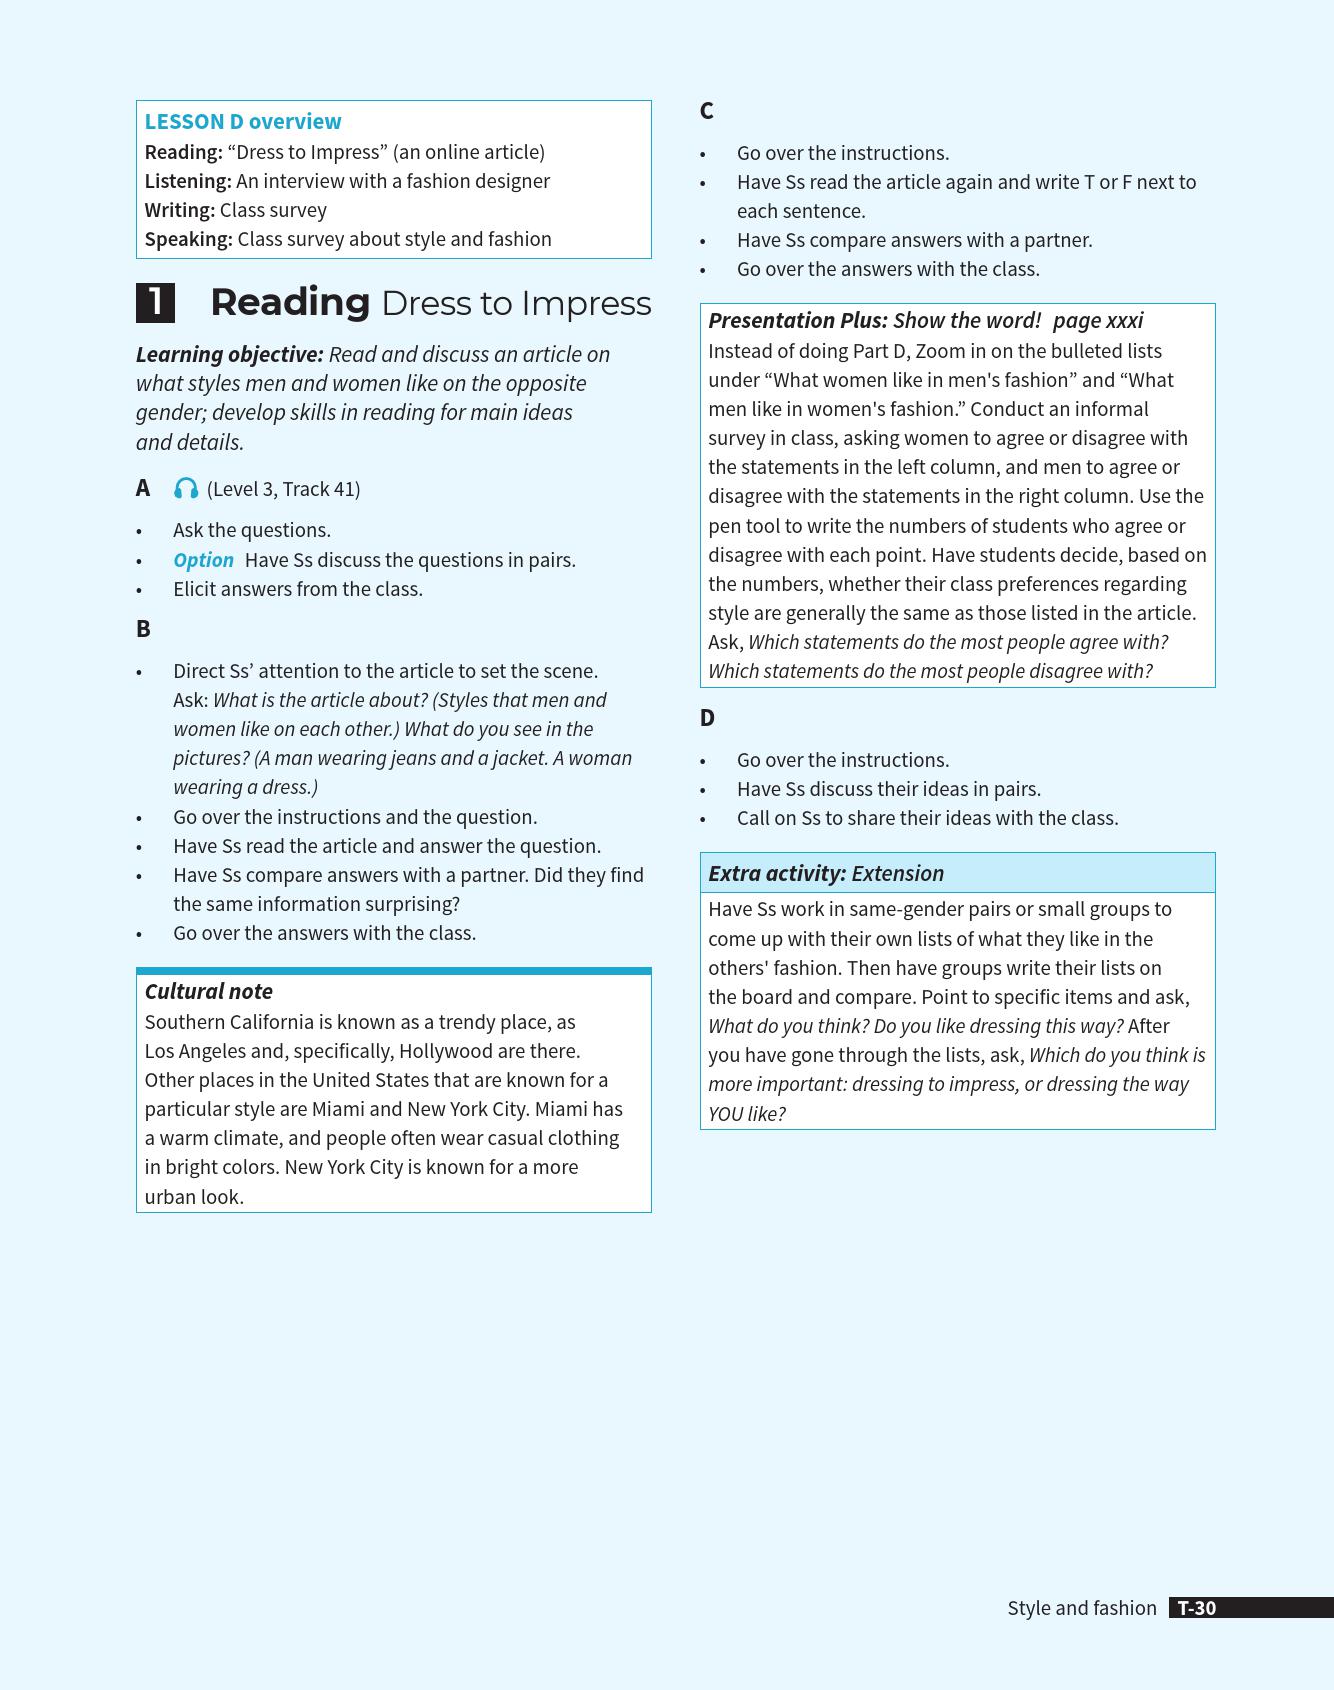 LESSON D overview
Reading: “Dress to Impress” (an online article)
Listening: An interview with a fashion designer
Writing: Class survey
Speaking: Class survey about style and fashion
1 Reading Dress to Impress
Learning objective: Read and discuss an article on
what styles men and women like on the opposite
gender; develop skills in reading for main ideas
and details.
A (Level 3, Track 41)
• Ask the questions.
• Option Have Ss discuss the questions in pairs.
• Elicit answers from the class.
B
• Direct Ss’ attention to the article to set the scene.
Ask: What is the article about? (Styles that men and
women like on each other.) What do you see in the
pictures? (A man wearing jeans and a jacket. A woman
wearing a dress.)
• Go over the instructions and the question.
• Have Ss read the article and answer the question.
• Have Ss compare answers with a partner. Did they find
the same information surprising?
• Go over the answers with the class.
Cultural note
Southern California is known as a trendy place, as
Los Angeles and, specifically, Hollywood are there.
Other places in the United States that are known for a
particular style are Miami and New York City. Miami has
a warm climate, and people often wear casual clothing
in bright colors. New York City is known for a more
urban look.
C
• Go over the instructions.
• Have Ss read the article again and write T or F next to
each sentence.
• Have Ss compare answers with a partner.
• Go over the answers with the class.
Presentation Plus: Show the word! page xxxi
Instead of doing Part D, Zoom in on the bulleted lists
under “What women like in men's fashion” and “What
men like in women's fashion.” Conduct an informal
survey in class, asking women to agree or disagree with
the statements in the left column, and men to agree or
disagree with the statements in the right column. Use the
pen tool to write the numbers of students who agree or
disagree with each point. Have students decide, based on
the numbers, whether their class preferences regarding
style are generally the same as those listed in the article.
Ask, Which statements do the most people agree with?
Which statements do the most people disagree with?
D
• Go over the instructions.
• Have Ss discuss their ideas in pairs.
• Call on Ss to share their ideas with the class.
Extra activity: Extension
Have Ss work in same-gender pairs or small groups to
come up with their own lists of what they like in the
others' fashion. Then have groups write their lists on
the board and compare. Point to specific items and ask,
What do you think? Do you like dressing this way? After
you have gone through the lists, ask, Which do you think is
more important: dressing to impress, or dressing the way
YOU like?
Style and fashion T-30